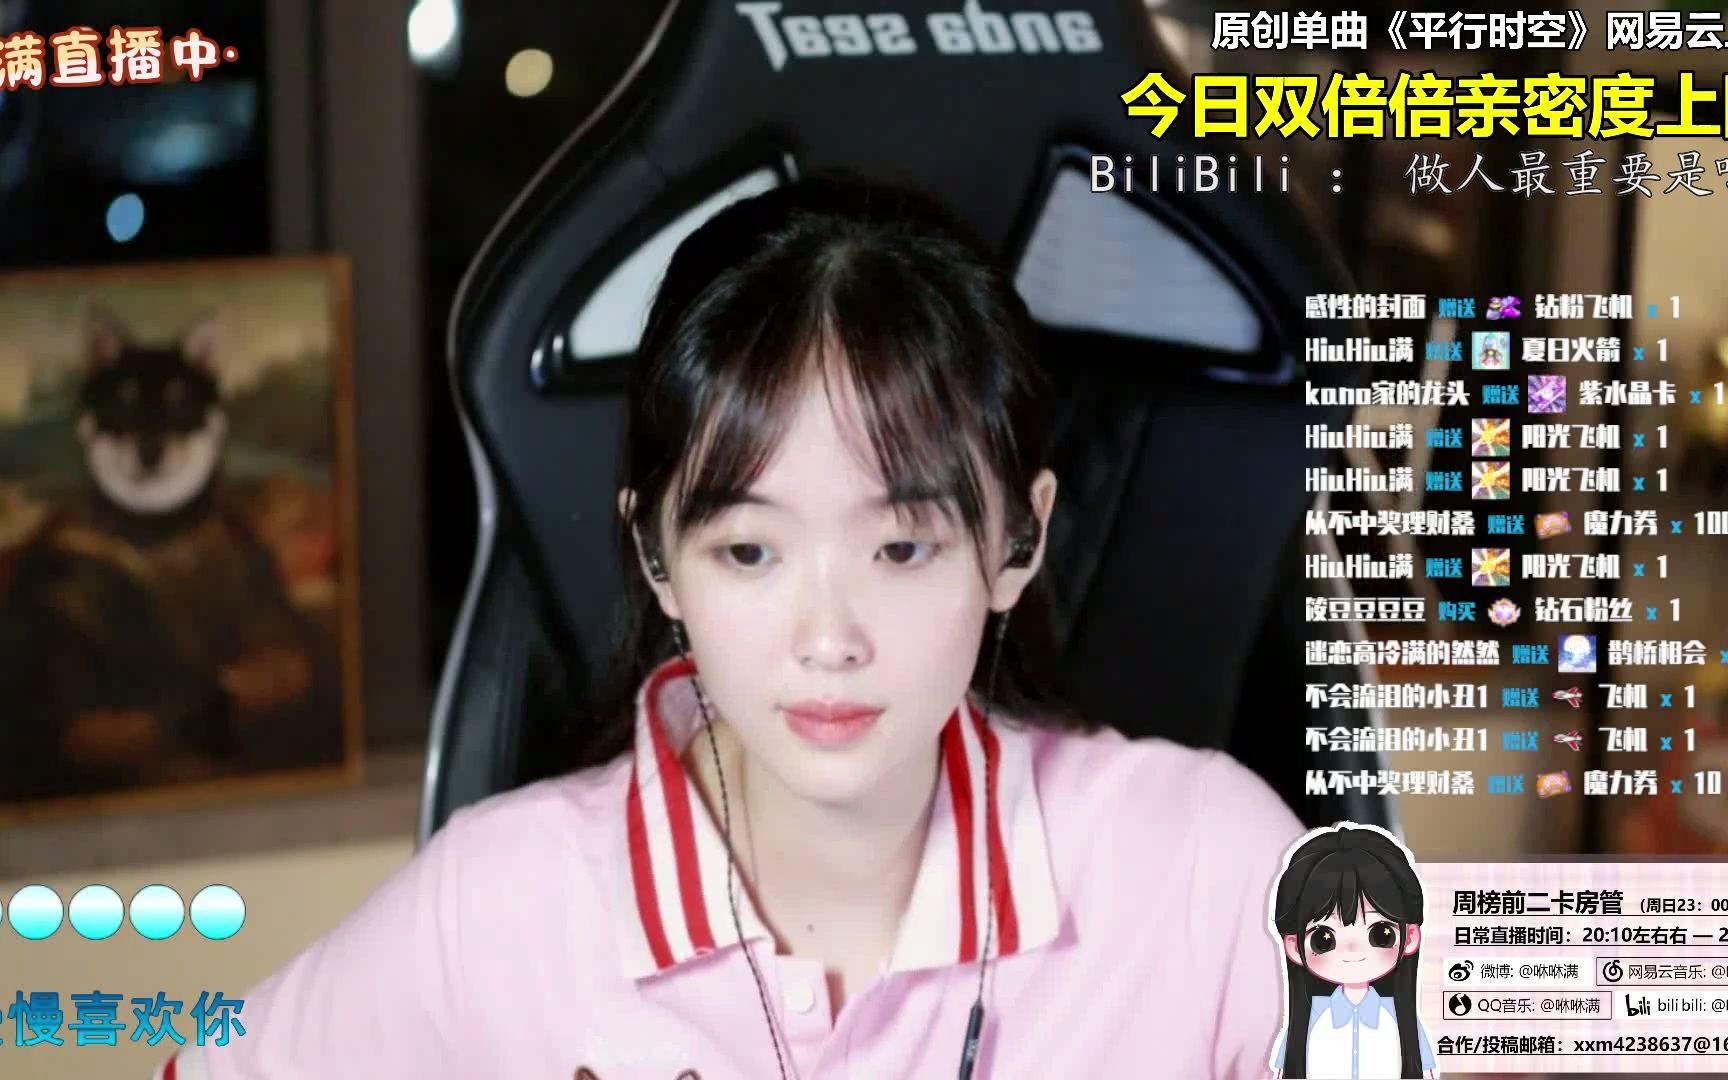 满直播中·
anda seaT
原创单曲《平行时空》网易云
今日双倍倍亲密度上
BiliBili ： 做人最重要是
感性的封面 赠送 钻粉飞机 x 1
HiuHiu满 赠送 夏日火箭 x 1
kana家的龙头 赠送 紫水晶卡 x 1
HiuHiu满 赠送 阳光飞机 x 1
HiuHiu满 赠送 阳光飞机 x 1
从不中奖理财桑 赠送 魔力券 x 10
HiuHiu满 赠送 阳光飞机 x 1
豆豆豆豆 购买 钻石粉丝 x 1
迷恋高冷满的然然 赠送 鹊桥相会 x
不会流泪的小丑1 赠送 飞机 x 1
不会流泪的小丑1 赠送 飞机 x 1
从不中奖理财桑 赠送 魔力券 x 10
慢喜欢你
周榜前二卡房管 (周日23：00
日常直播时间：20:10左右右 — 2
微博: @咻咻满 网易云音乐: @
QQ音乐: @咻咻满 bili bilibili: @
合作/投稿邮箱：xxm4238637@16